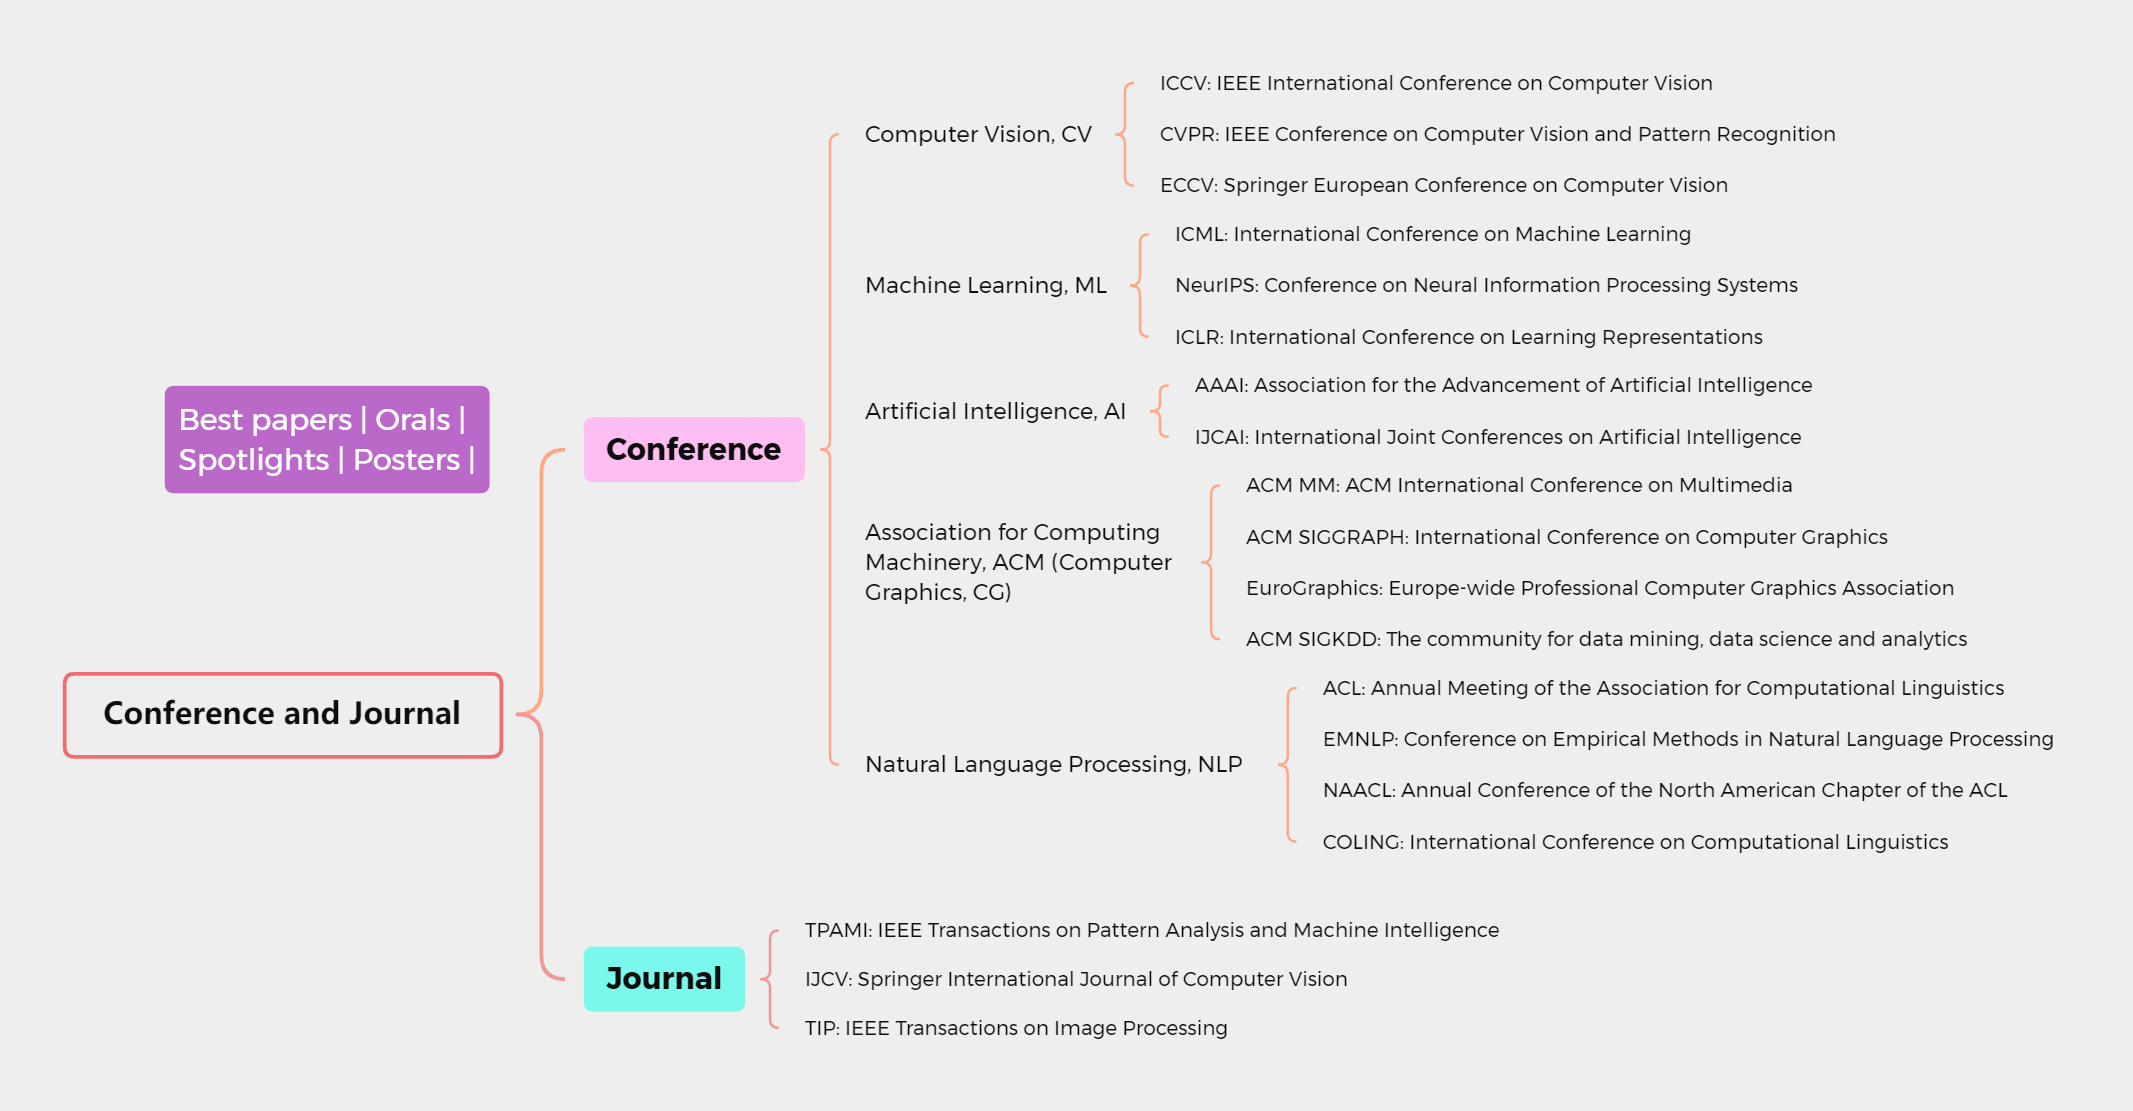 Best papers | Orals |
Spotlights | Posters |
Conference and Journal
Conference
Computer Vision, CV
ICCV: IEEE International Conference on Computer Vision
CVPR: IEEE Conference on Computer Vision and Pattern Recognition
ECCV: Springer European Conference on Computer Vision
Machine Learning, ML
ICML: International Conference on Machine Learning
NeurIPS: Conference on Neural Information Processing Systems
ICLR: International Conference on Learning Representations
Artificial Intelligence, AI
AAAI: Association for the Advancement of Artificial Intelligence
IJCAI: International Joint Conferences on Artificial Intelligence
Association for Computing
Machinery, ACM (Computer
Graphics, CG)
ACM MM: ACM International Conference on Multimedia
ACM SIGGRAPH: International Conference on Computer Graphics
EuroGraphics: Europe-wide Professional Computer Graphics Association
ACM SIGKDD: The community for data mining, data science and analytics
Natural Language Processing, NLP
ACL: Annual Meeting of the Association for Computational Linguistics
EMNLP: Conference on Empirical Methods in Natural Language Processing
NAACL: Annual Conference of the North American Chapter of the ACL
COLING: International Conference on Computational Linguistics
Journal
TPAMI: IEEE Transactions on Pattern Analysis and Machine Intelligence
IJCV: Springer International Journal of Computer Vision
TIP: IEEE Transactions on Image Processing